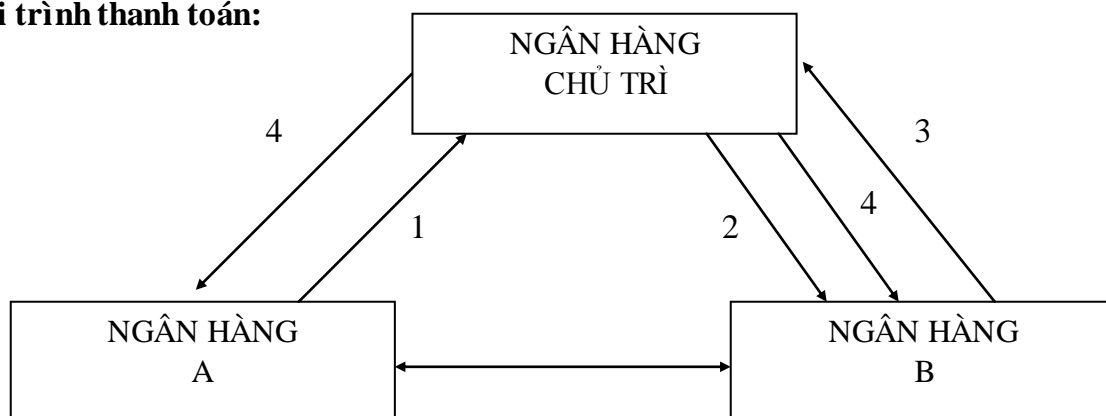 i trình thanh toán:
NGÂN HÀNG
CHỦ TRÌ
4
3
1
2
4
NGÂN HÀNG
A
NGÂN HÀNG
B